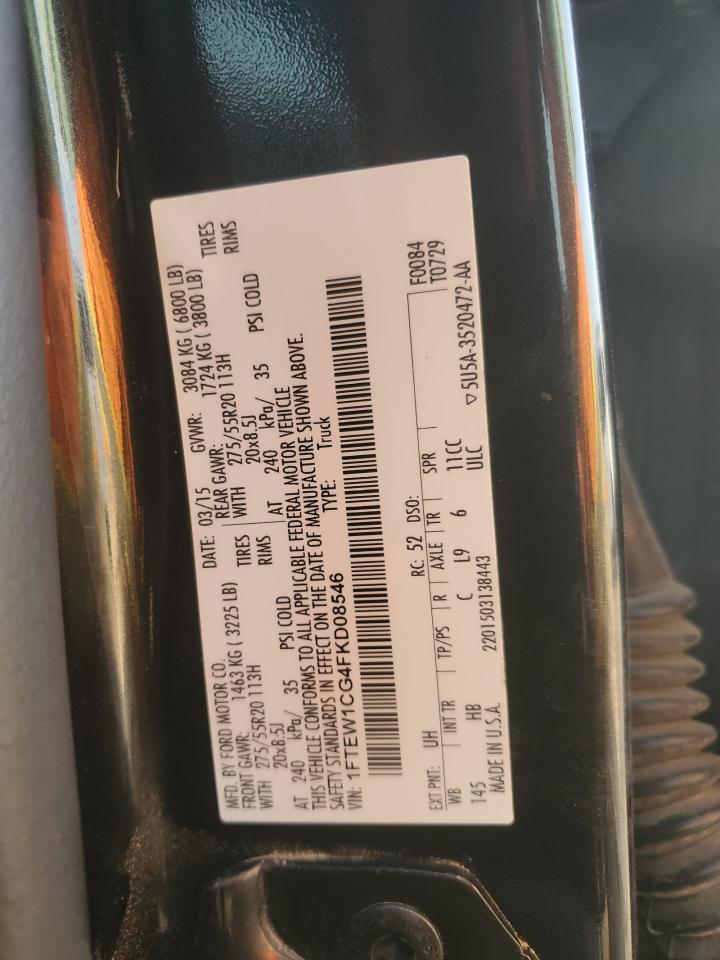 MFD. BY FORD MOTOR CO.
DATE: 03/15 GVWR: 3084 KG ( 6800 LB)
FRONT GAWR: 1463 KG ( 3225 LB)
REAR GAWR: 1724 KG ( 3800 LB)
WITH 275/55R20 113H TIRES
WITH 275/55R20 113H TIRES
20x8.5J RIMS
20x8.5J RIMS
AT 240 kPa/ 35 PSI COLD
AT 240 kPa/ 35 PSI COLD
THIS VEHICLE CONFORMS TO ALL APPLICABLE FEDERAL MOTOR VEHICLE
SAFETY STANDARDS IN EFFECT ON THE DATE OF MANUFACTURE SHOWN ABOVE.
VIN: 1FTEW1CG4FKD08546 TYPE: Truck
EXT PNT: UH RC: 52 DSO: F0084
WB INT TR TP/PS R AXLE TR SPR T0729
145 HB C L9 6 11CC
MADE IN U.S.A. 2201503138443 ULC ▽5U5A-3520472-AA